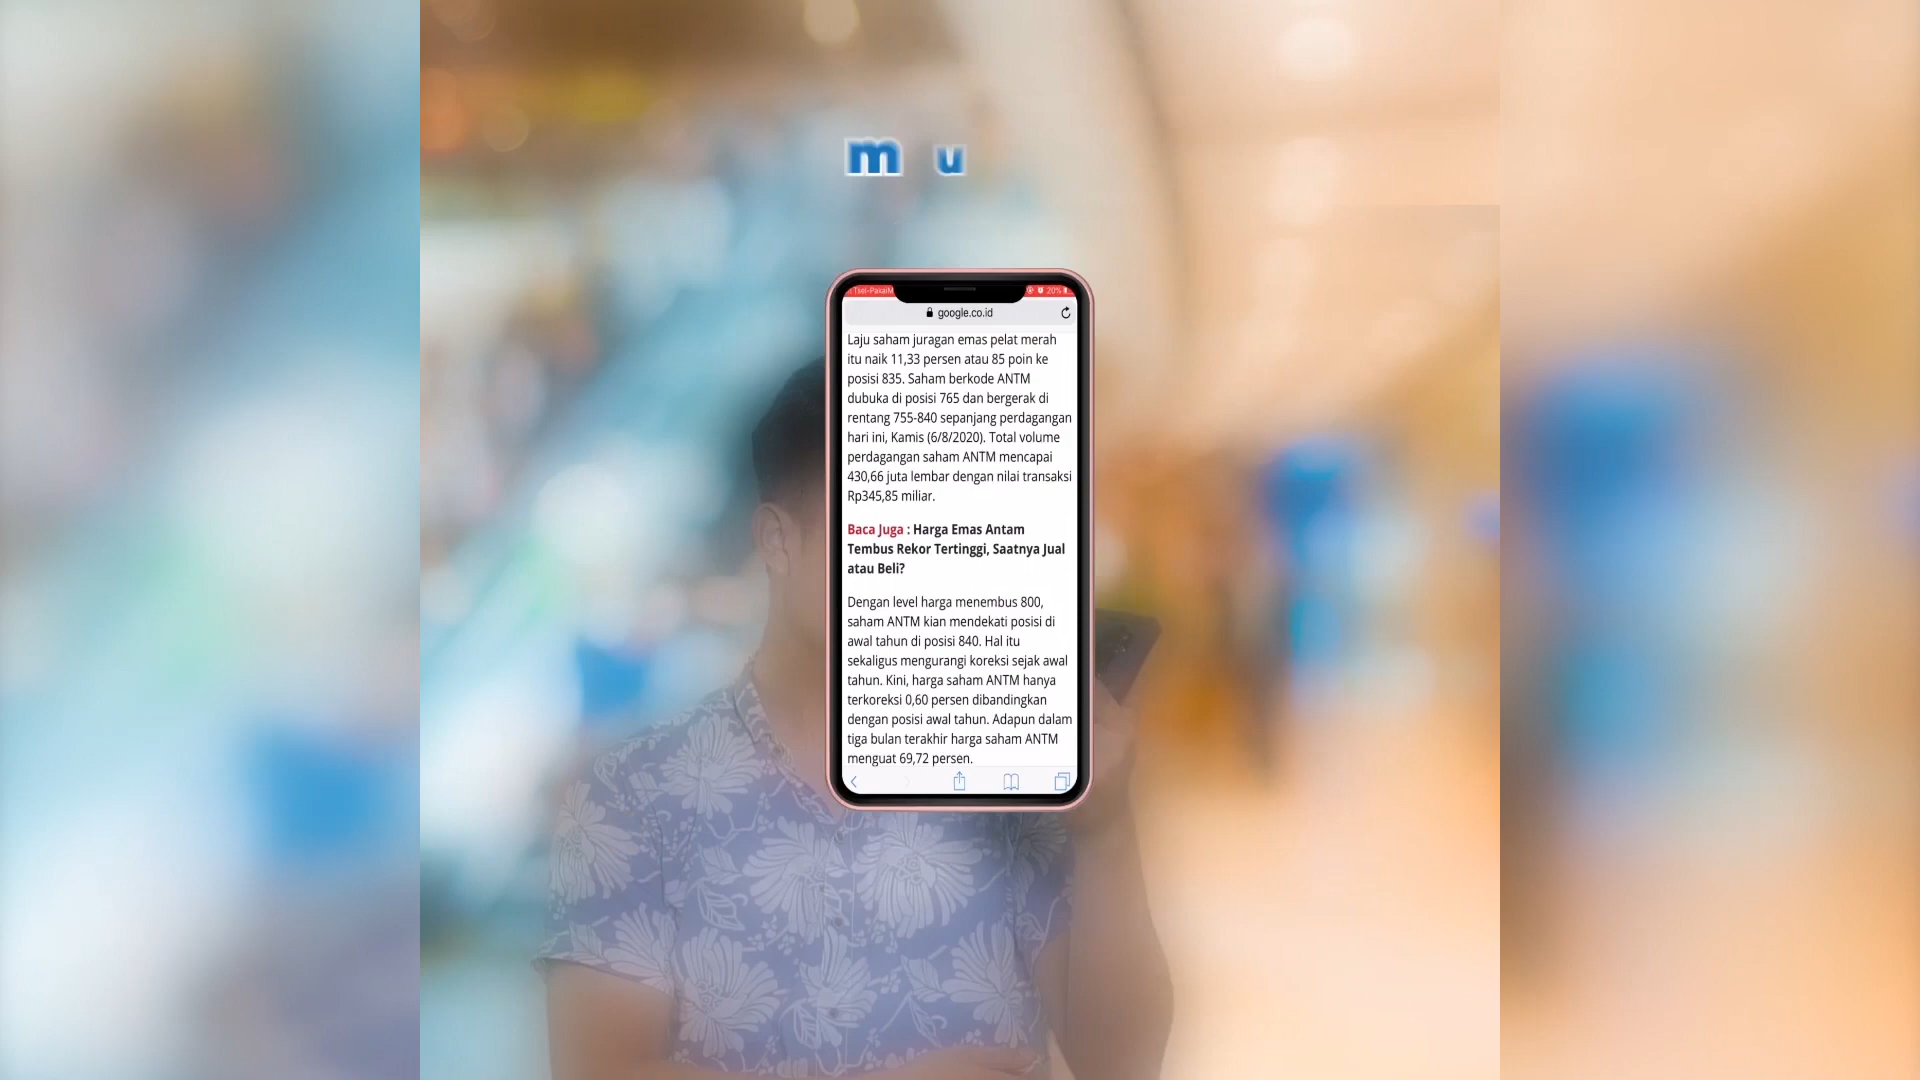 m u
Tsel-PakaiM
20%
google.co.id
Laju saham juragan emas pelat merah
itu naik 11,33 persen atau 85 poin ke
posisi 835. Saham berkode ANTM
dubuka di posisi 765 dan bergerak di
rentang 755-840 sepanjang perdagangan
hari ini, Kamis (6/8/2020). Total volume
perdagangan saham ANTM mencapai
430,66 juta lembar dengan nilai transaksi
Rp345,85 miliar.
Baca Juga : Harga Emas Antam
Tembus Rekor Tertinggi, Saatnya Jual
atau Beli?
Dengan level harga menembus 800,
saham ANTM kian mendekati posisi di
awal tahun di posisi 840. Hal itu
sekaligus mengurangi koreksi sejak awal
tahun. Kini, harga saham ANTM hanya
terkoreksi 0,60 persen dibandingkan
dengan posisi awal tahun. Adapun dalam
tiga bulan terakhir harga saham ANTM
menguat 69,72 persen.